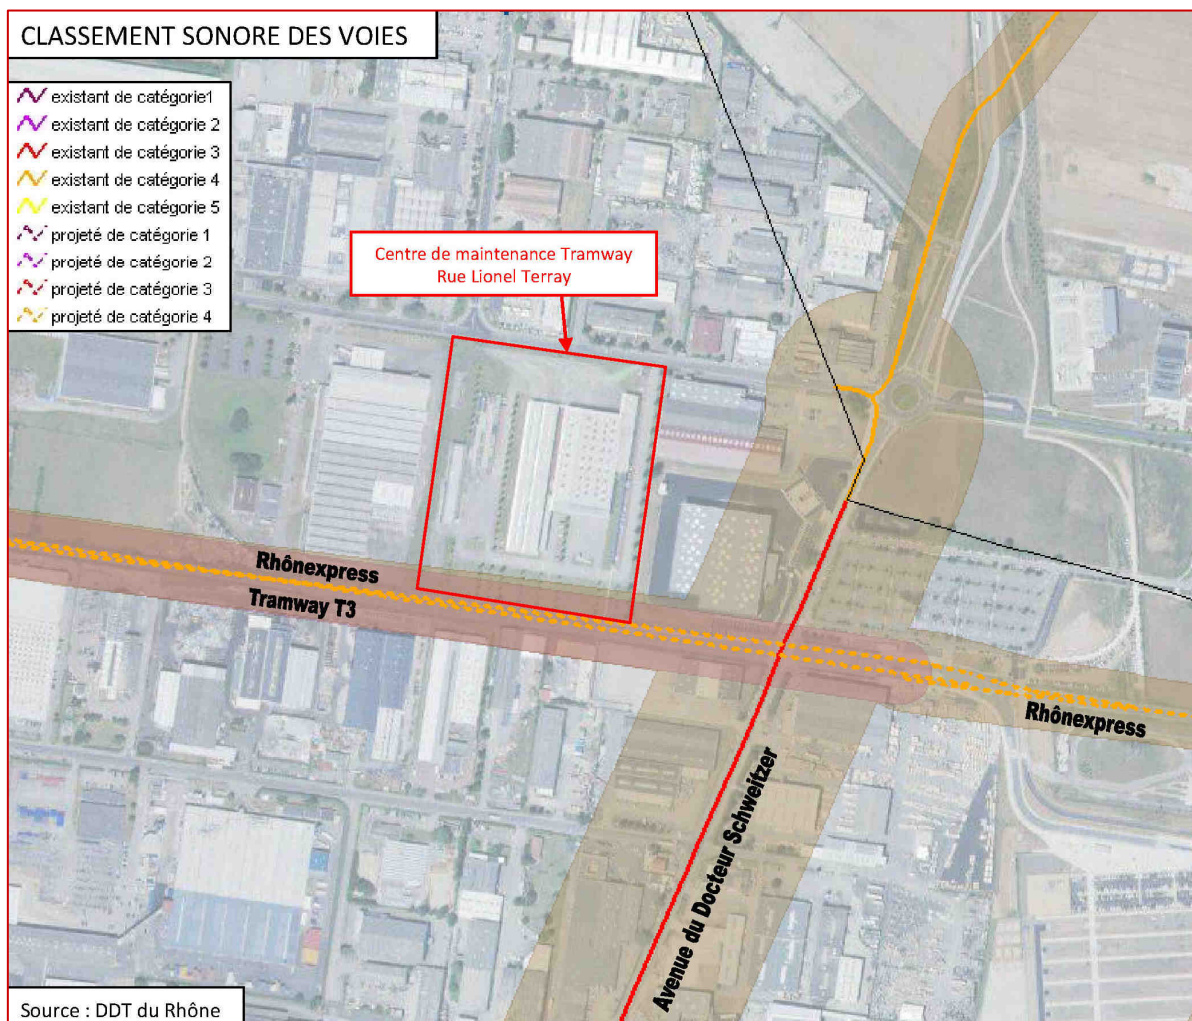 CLASSEMENT SONORE DES VOIES
existant de catégorie1
existant de catégorie 2
existant de catégorie 3
existant de catégorie 4
existant de catégorie 5
projeté de catégorie 1
projeté de catégorie 2
projeté de catégorie 3
projeté de catégorie 4
Centre de maintenance Tramway
Rue Lionel Terray
Rhônexpress
Tramway T3
Rhônexpress
Avenue du Docteur Schweitzer
Source : DDT du Rhône